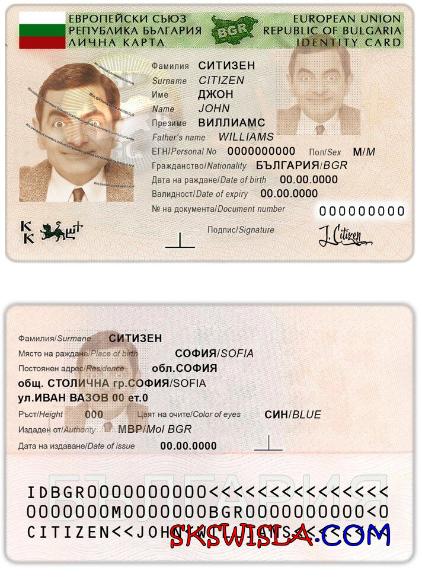 ЕВРОПЕЙСКИ СЪЮЗ EUROPEAN UNION
РЕПУБЛИКА БЪЛГАРИЯ BGR REPUBLIC OF BULGARIA
ЛИЧНА КАРТА IDENTITY CARD
Фамилия СИТИЗЕН
Surname CITIZEN
Име ДЖОН
Name JOHN
Презиме ВИЛЛИАМС
Father's name WILLIAMS
ЕГН/Personal No 0000000000 Пол/Sex М/M
Гражданство/Nationality БЪЛГАРИЯ/BGR
Дата на раждане/Date of birth 00.00.0000
Валидност/Date of expiry 00.00.0000
№ на документа/Document number 000000000
Подпис/Signature J.Citizen
K
K
Фамилия/Surname СИТИЗЕН
Място на раждане/Place of birth СОФИЯ/SOFIA
Постоянен адрес/Residence обл.СОФИЯ
общ. СТОЛИЧНА гр.СОФИЯ/SOFIA
ул.ИВАН ВАЗОВ 00 ет.0
Ръст/Height 000 Цвят на очите/Color of eyes СИН/BLUE
Издаден от/Authority МВР/MoI BGR
Дата на издаване/Date of issue 00.00.0000
БЪЛГАРИЯ
IDBGR0000000000<<<<<<<<<<<<<<<
0000000M0000000BGR0000000000<0
CITIZEN<<JOHN<WILLIAMS<<<<<<<<
SKSWISLA.COM